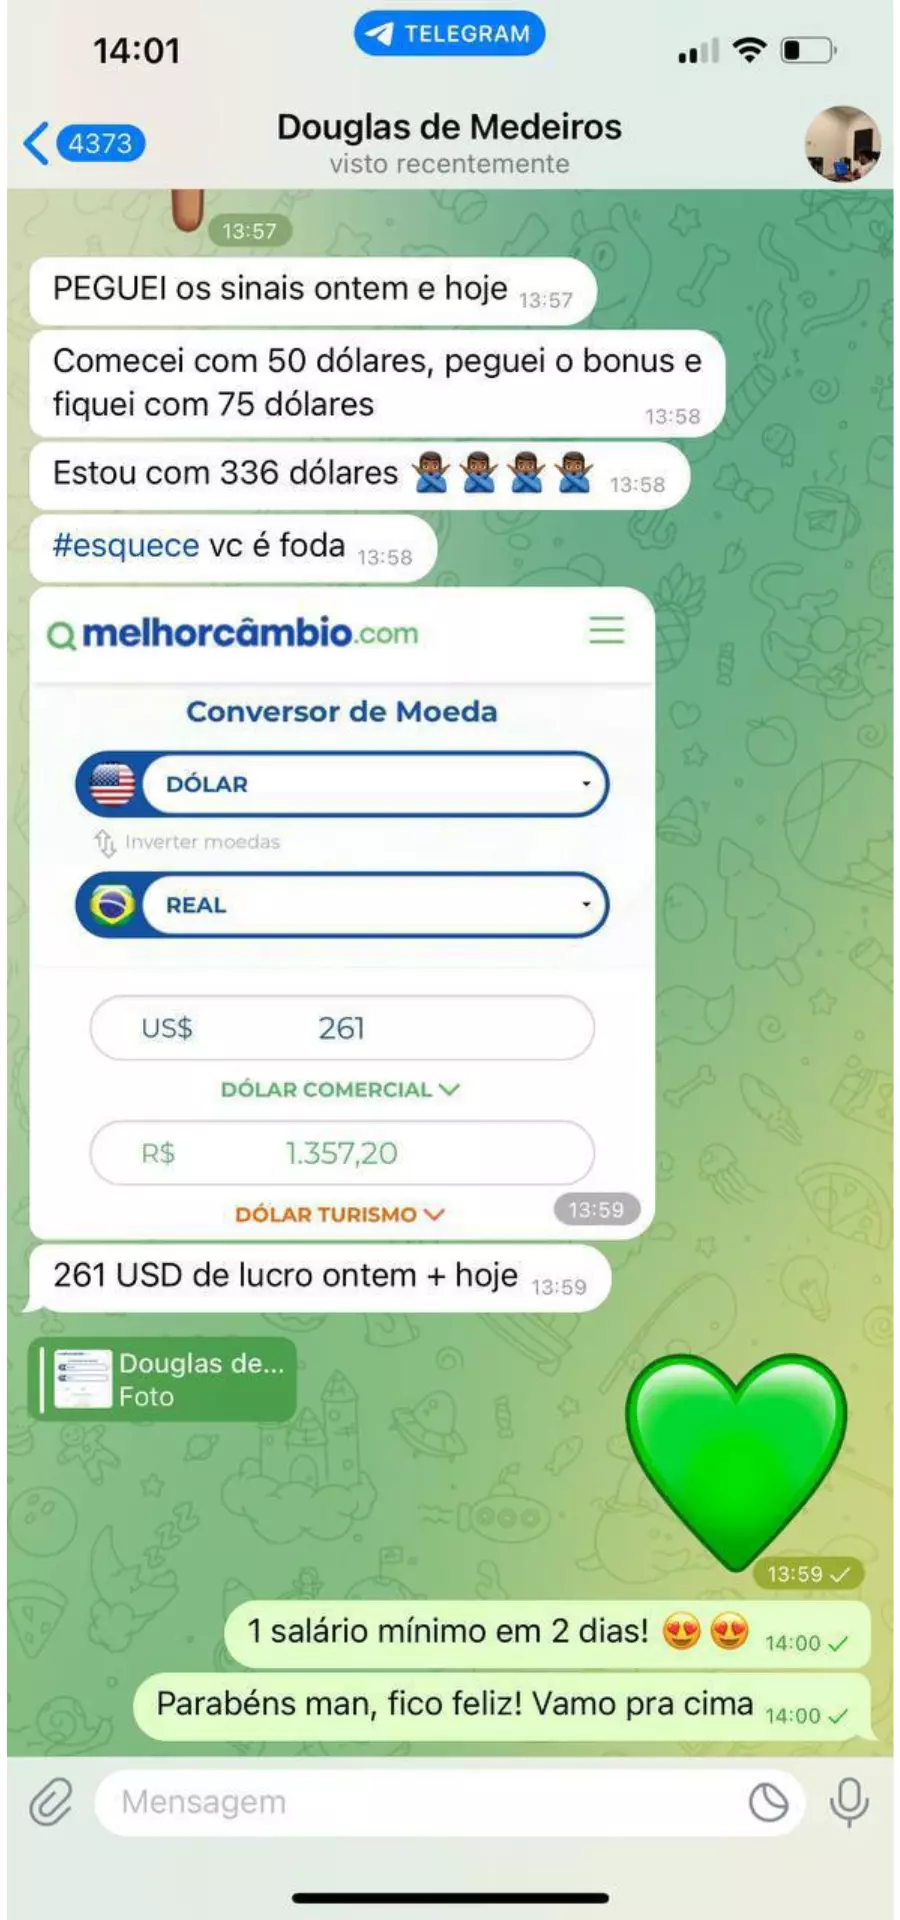 14:01
TELEGRAM
4373
Douglas de Medeiros
visto recentemente
13:57
PEGUEI os sinais ontem e hoje 13:57
Comecei com 50 dólares, peguei o bonus e
fiquei com 75 dólares 13:58
Estou com 336 dólares 13:58
#esquece vc é foda 13:58
melhorcâmbio.com
Conversor de Moeda
DÓLAR
Inverter moedas
REAL
US$ 261
DÓLAR COMERCIAL
R$ 1.357,20
DÓLAR TURISMO
13:59
261 USD de lucro ontem + hoje 13:59
Douglas de...
Foto
13:59
1 salário mínimo em 2 dias! 14:00
Parabéns man, fico feliz! Vamo pra cima 14:00
Mensagem